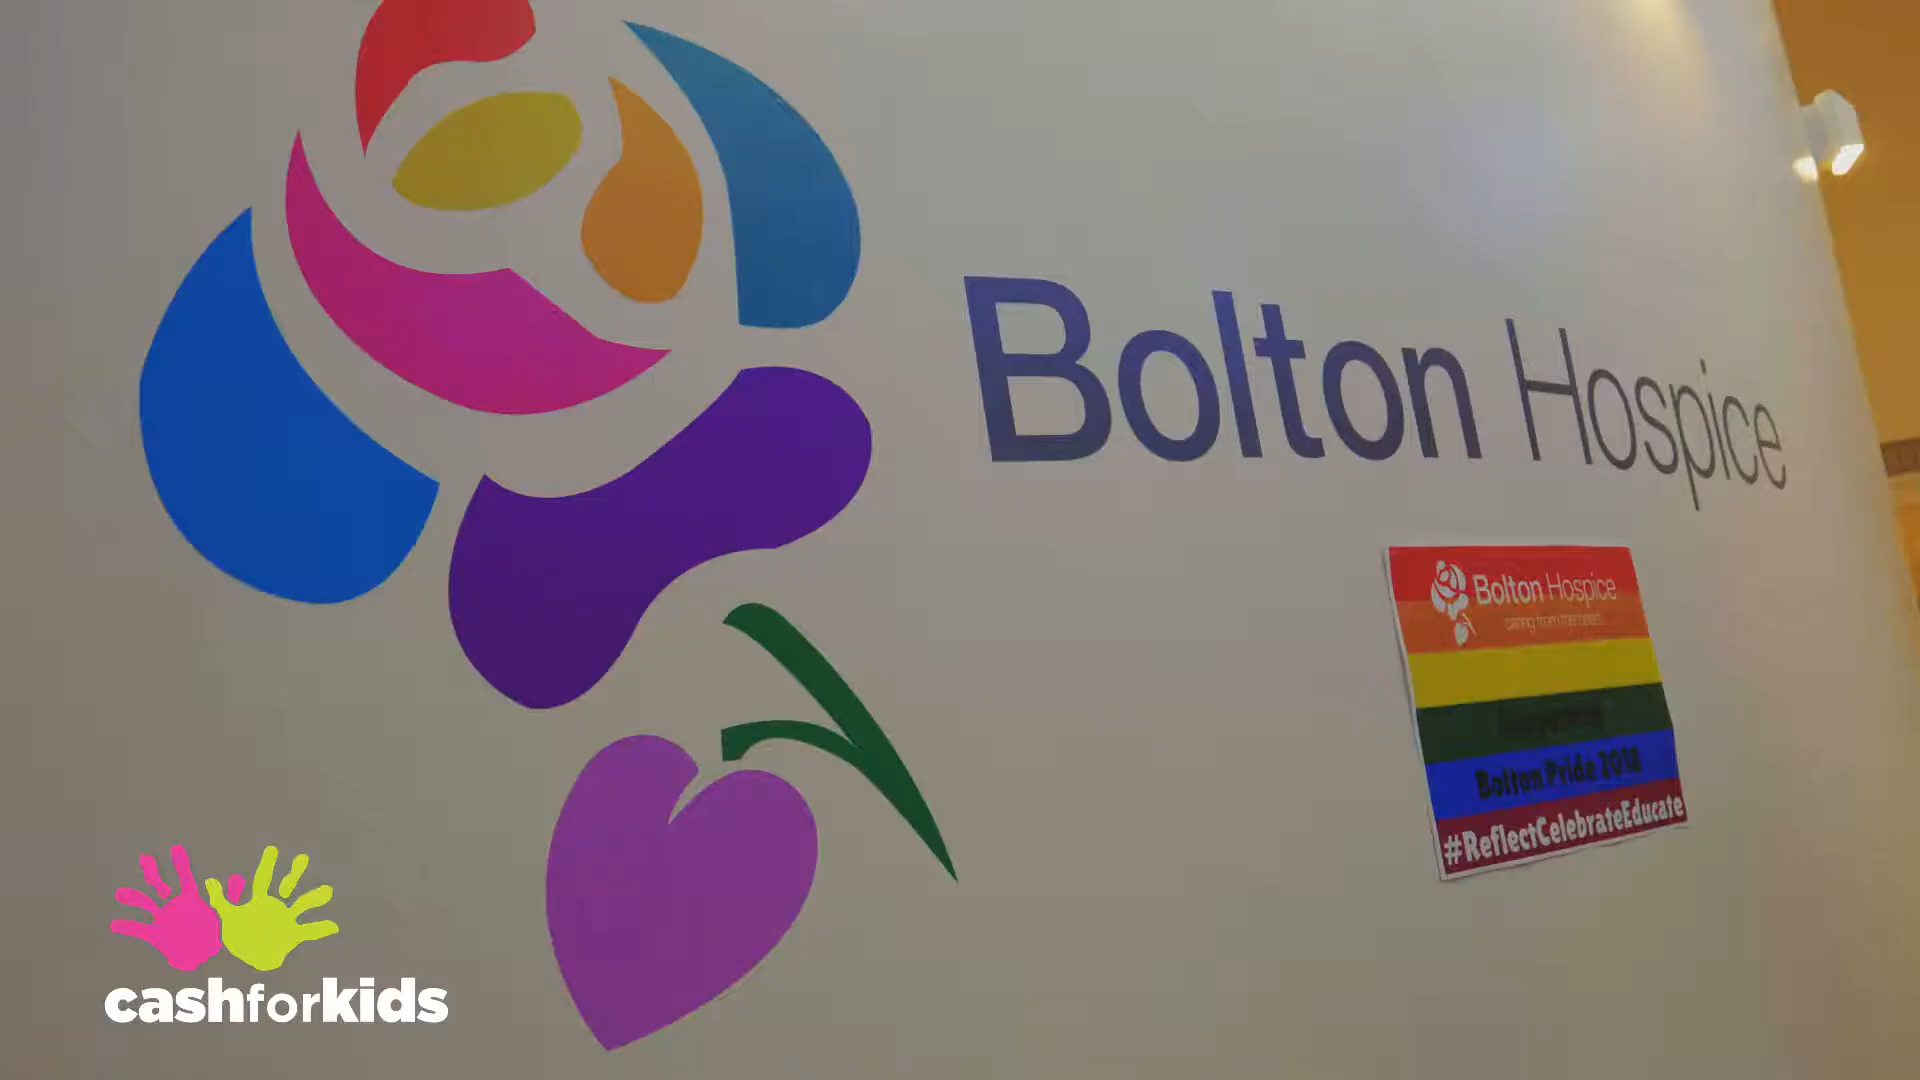 Bolton Hospice
Bolton Hospice
Bolton Pride 2018
#ReflectCelebrateEducate
cashforkids